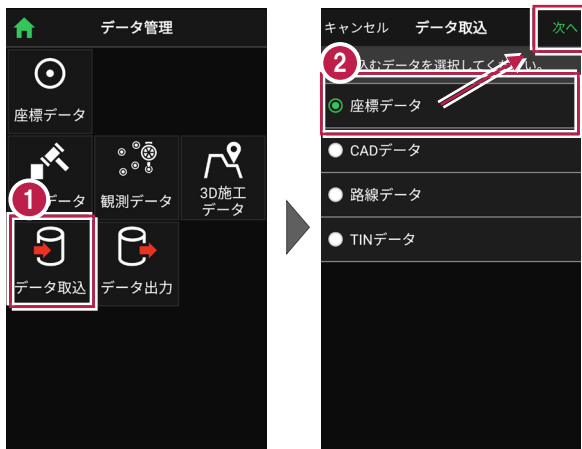 データ管理
座標データ
データ
観測データ
3D施工
データ
1
データ取込
データ出力
キャンセル
データ取込
次へ
2
込むデータを選択してください。
座標データ
CADデータ
路線データ
TINデータ